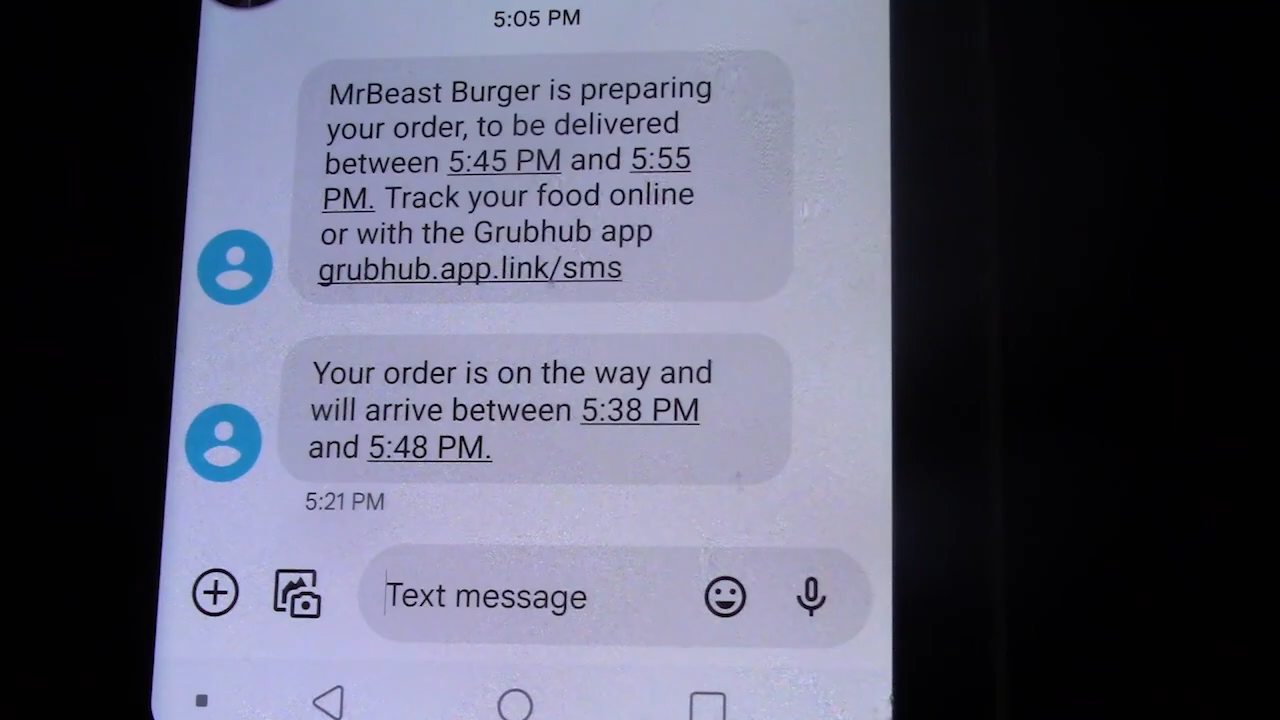 5:05 PM
MrBeast Burger is preparing
your order, to be delivered
between 5:45 PM and 5:55
PM. Track your food online
or with the Grubhub app
grubhub.app.link/sms
Your order is on the way and
will arrive between 5:38 PM
and 5:48 PM.
5:21 PM
Text message